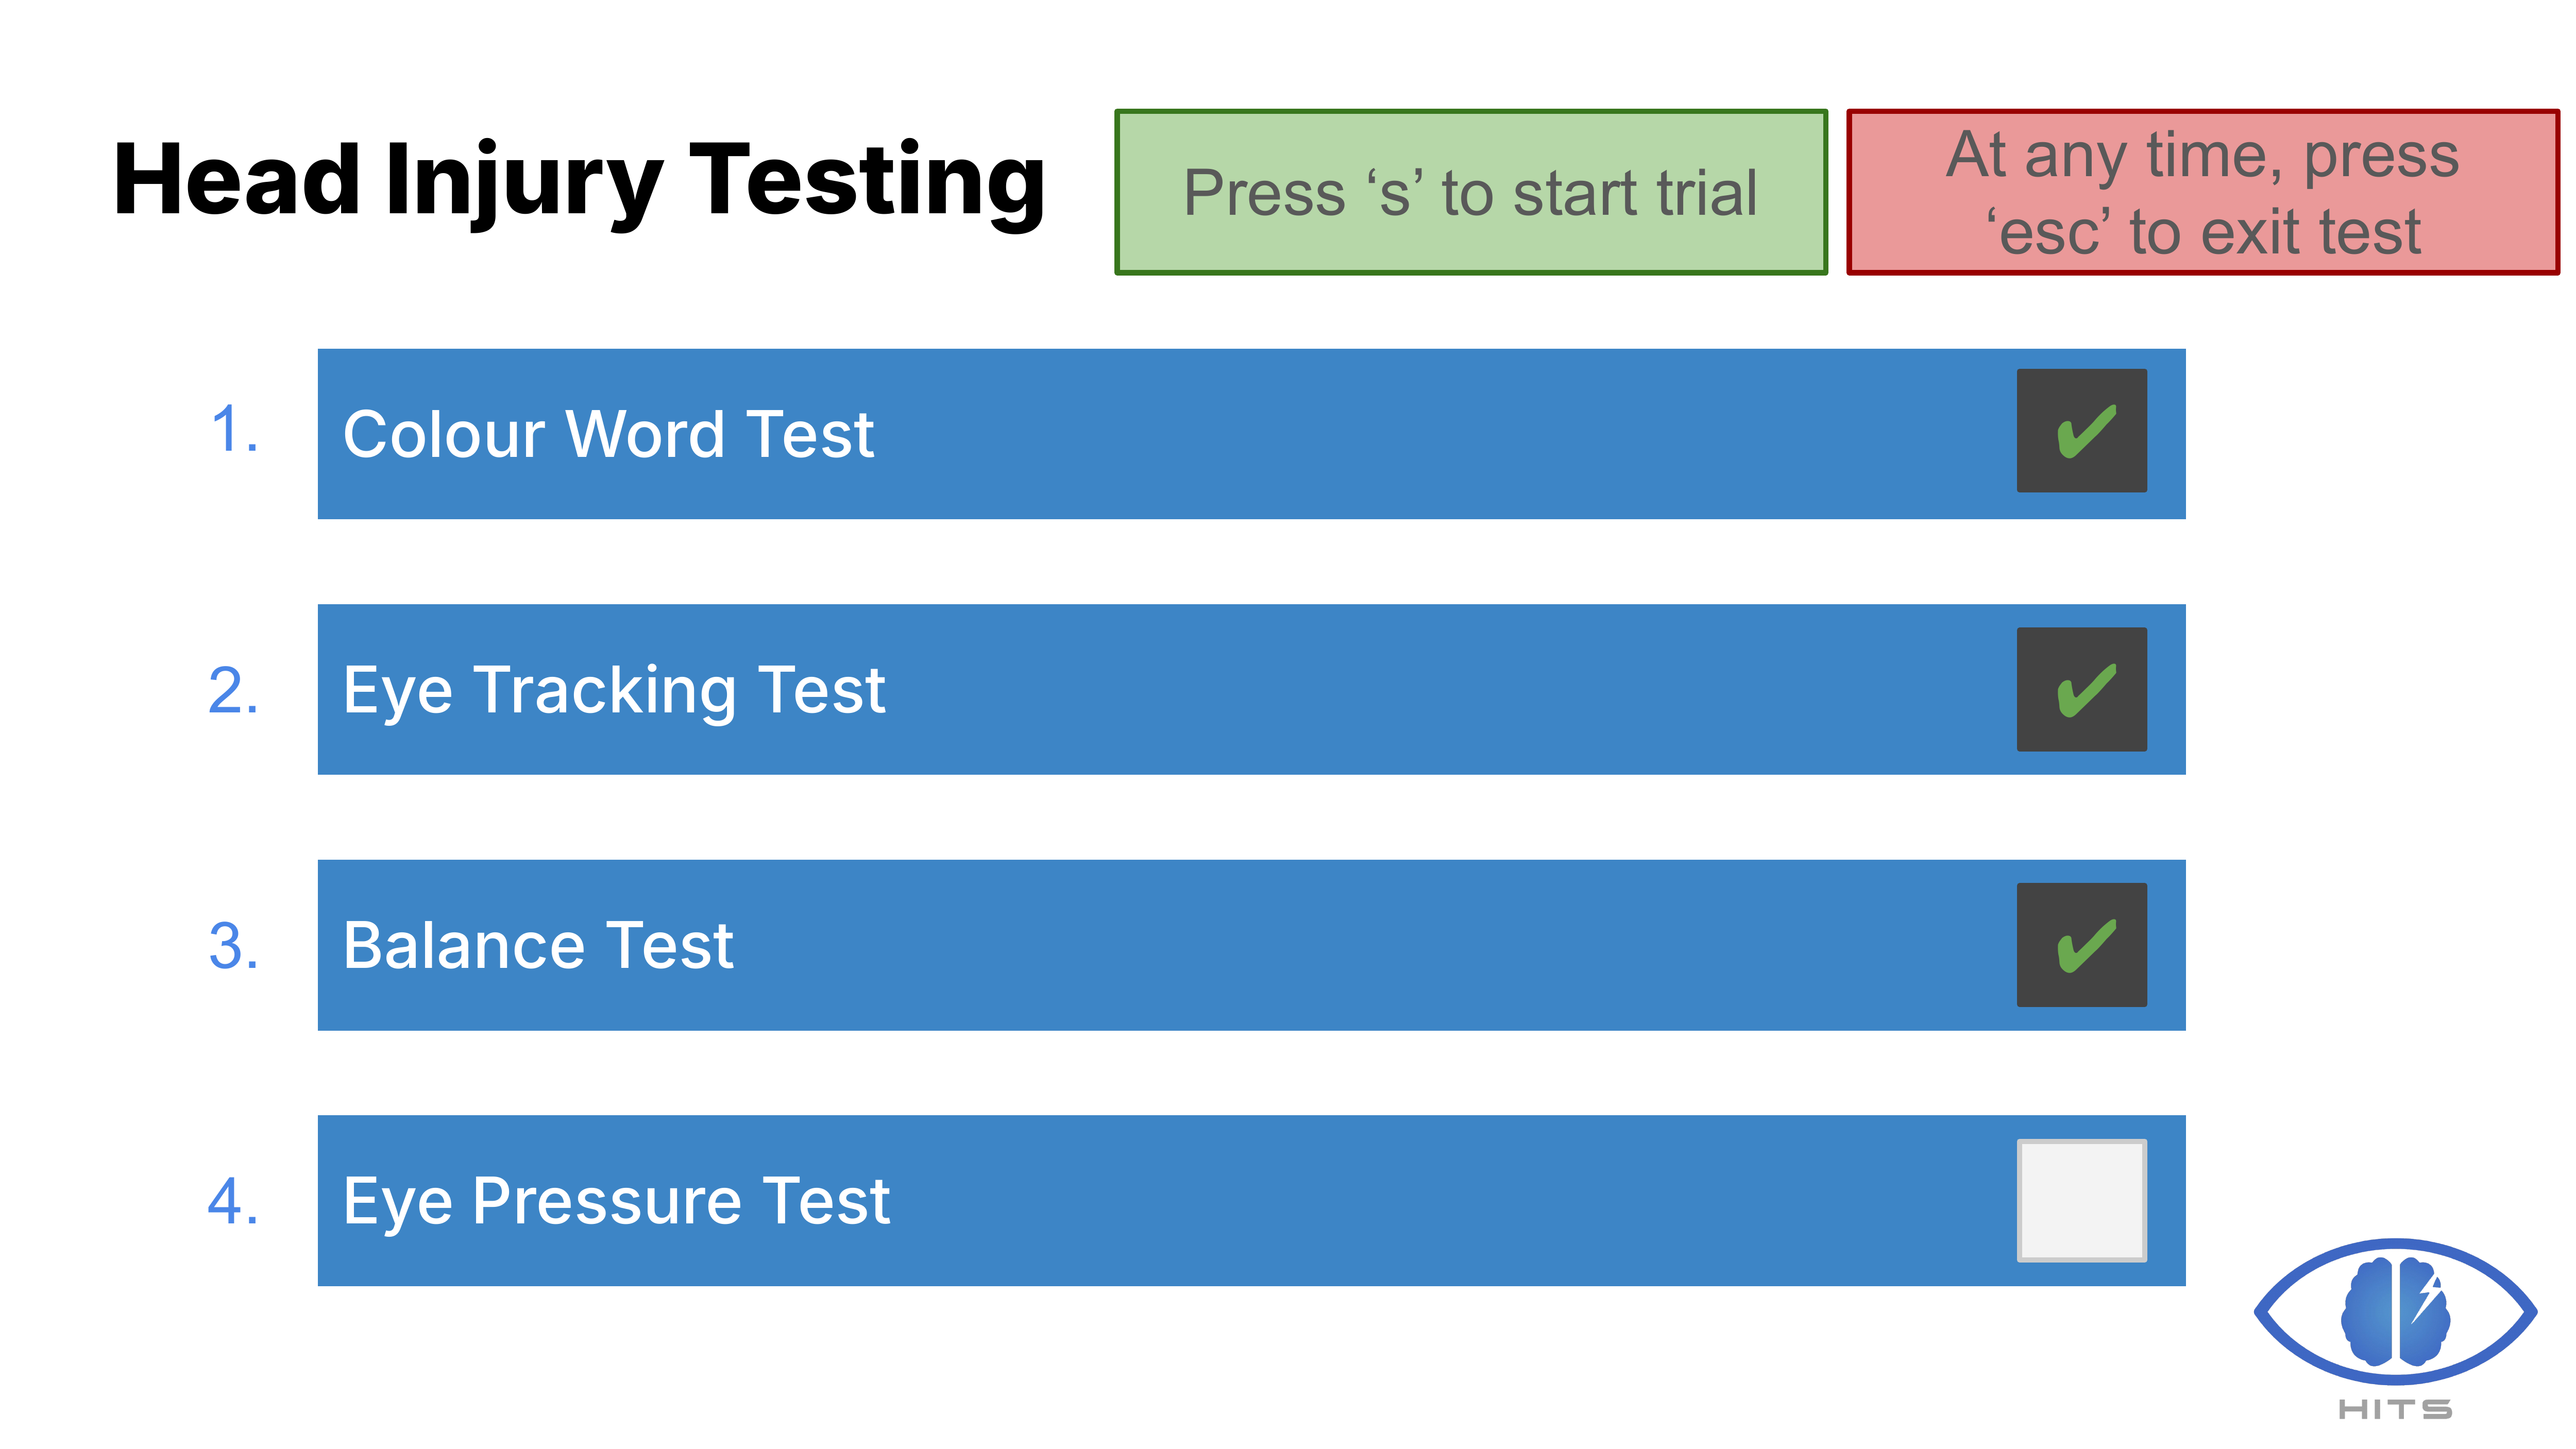 Head Injury Testing
Press ‘s’ to start trial
At any time, press
‘esc’ to exit test
1. Colour Word Test ✔
2. Eye Tracking Test ✔
3. Balance Test ✔
4. Eye Pressure Test
HITS